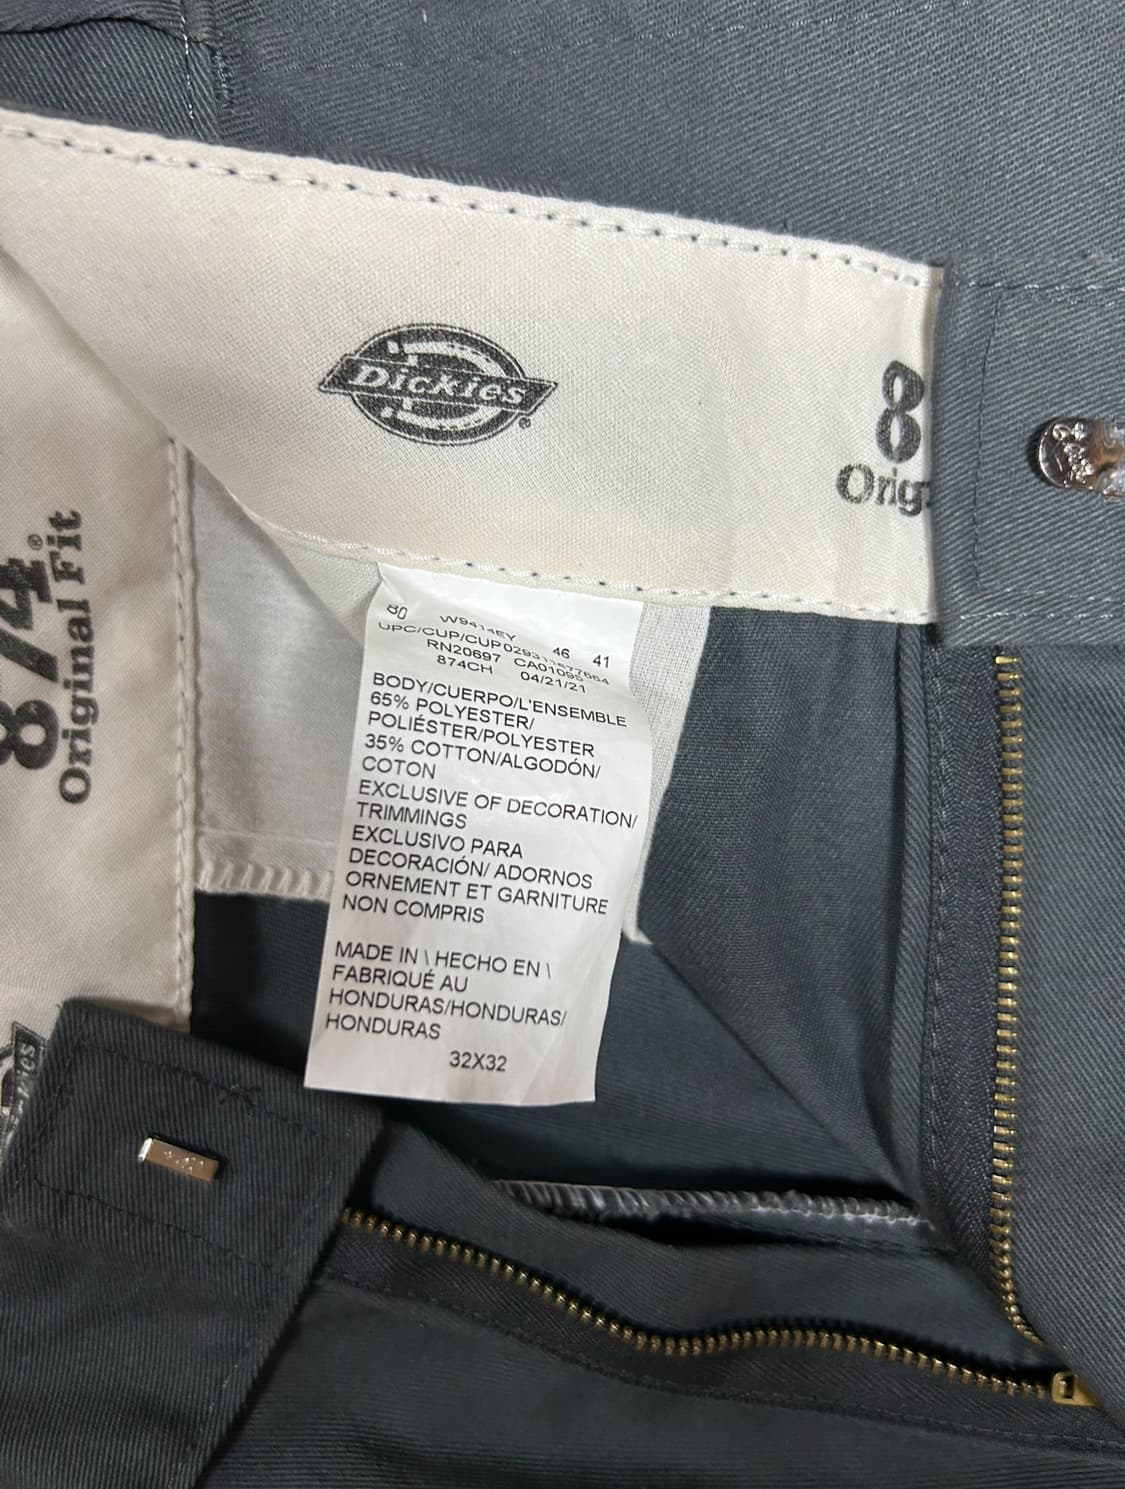 Dickies®
8
Orig
874®
Original Fit
80 W9414EY 46 41
UPC/CUP/CUP
RN20697
874CH 04/21/21
BODY/CUERPO/L'ENSEMBLE
65% POLYESTER/
POLIÉSTER/POLYESTER
35% COTTON/ALGODÓN/
COTON
EXCLUSIVE OF DECORATION/
TRIMMINGS
EXCLUSIVO PARA
DECORACIÓN/ ADORNOS
ORNEMENT ET GARNITURE
NON COMPRIS
MADE IN \ HECHO EN \
FABRIQUÉ AU
HONDURAS/HONDURAS/
HONDURAS
32X32